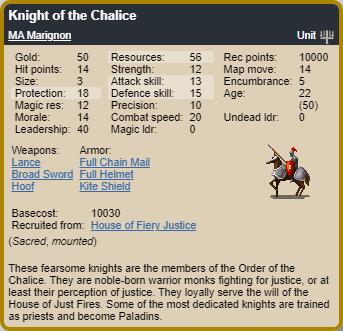 Knight of the Chalice
MA Marignon Unit
Gold: 50 Resources: 56 Rec points: 10000
Hit points: 14 Strength: 12 Map move: 14
Size: 3 Attack skill: 13 Encumbrance: 5
Protection: 18 Defence skill: 15 Age: 22
Magic res: 12 Precision: 10 (50)
Morale: 14 Combat speed: 20 Undead ldr: 0
Leadership: 40 Magic ldr: 0
Weapons: Armor:
Lance Full Chain Mail
Broad Sword Full Helmet
Hoof Kite Shield
Basecost: 10030
Recruited from: House of Fiery Justice
(Sacred, mounted)
These fearsome knights are the members of the Order of the
Chalice. They are noble-born warrior monks fighting for justice, or at
least their perception of justice. They loyally serve the will of the
House of Just Fires. Some of the most dedicated knights are trained
as priests and become Paladins.